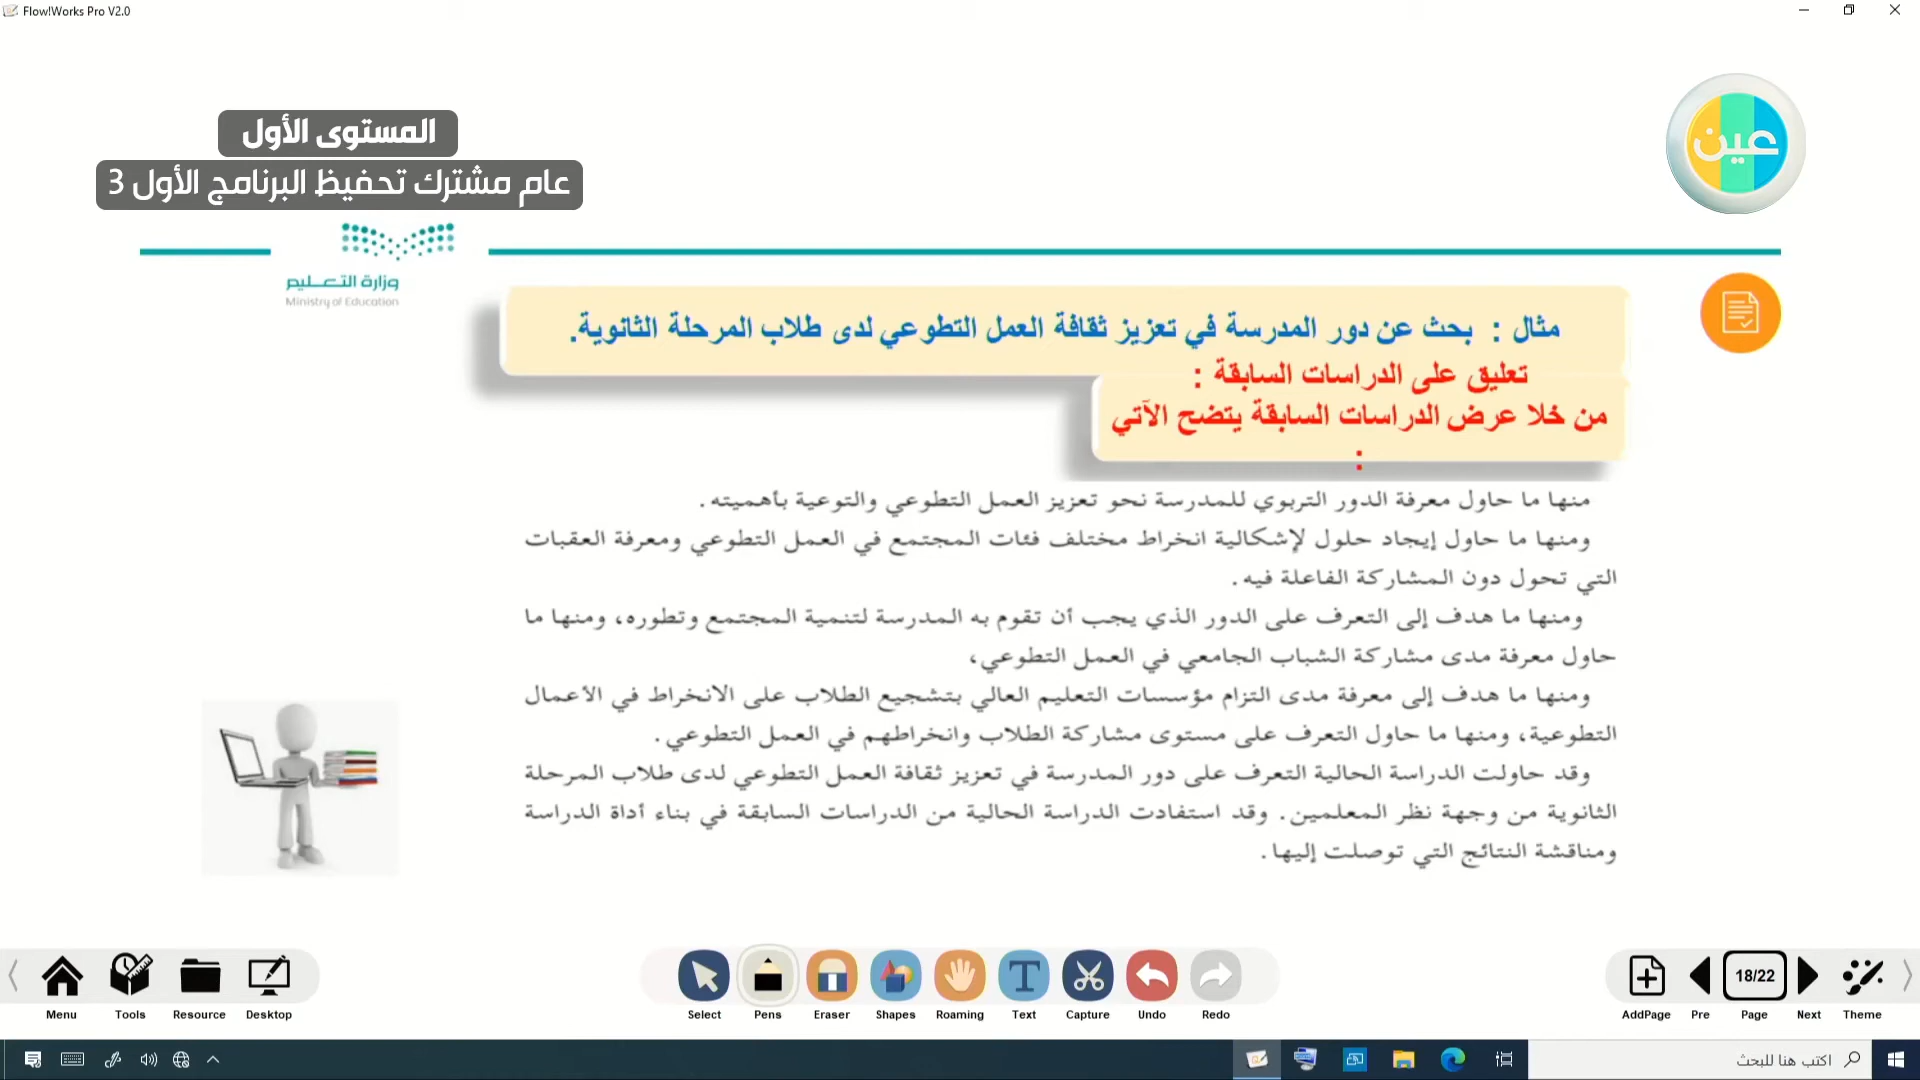 Flow!Works Pro V2.0
المستوى الأول
عام مشترك تحفيظ البرنامج الأول 3
عين
وزارة التعليم
Ministry of Education
مثال : بحث عن دور المدرسة في تعزيز ثقافة العمل التطوعي لدى طلاب المرحلة الثانوية.
تعليق على الدراسات السابقة :
من خلا عرض الدراسات السابقة يتضح الآتي
:
منها ما حاول معرفة الدور التربوي للمدرسة نحو تعزيز العمل التطوعي والتوعية بأهميته.
ومنها ما حاول إيجاد حلول لإشكالية انخراط مختلف فئات المجتمع في العمل التطوعي ومعرفة العقبات
التي تحول دون المشاركة الفاعلة فيه.
ومنها ما هدف إلى التعرف على الدور الذي يجب أن تقوم به المدرسة لتنمية المجتمع وتطوره، ومنها ما
حاول معرفة مدى مشاركة الشباب الجامعي في العمل التطوعي،
ومنها ما هدف إلى معرفة مدى التزام مؤسسات التعليم العالي بتشجيع الطلاب على الانخراط في الأعمال
التطوعية، ومنها ما حاول التعرف على مستوى مشاركة الطلاب وانخراطهم في العمل التطوعي.
وقد حاولت الدراسة الحالية التعرف على دور المدرسة في تعزيز ثقافة العمل التطوعي لدى طلاب المرحلة
الثانوية من وجهة نظر المعلمين. وقد استفادت الدراسة الحالية من الدراسات السابقة في بناء أداة الدراسة
ومناقشة النتائج التي توصلت إليها.
Menu Tools Resource Desktop Select Pens Eraser Shapes Roaming Text Capture Undo Redo AddPage Pre 18/22 Page Next Theme
اكتب هنا للبحث